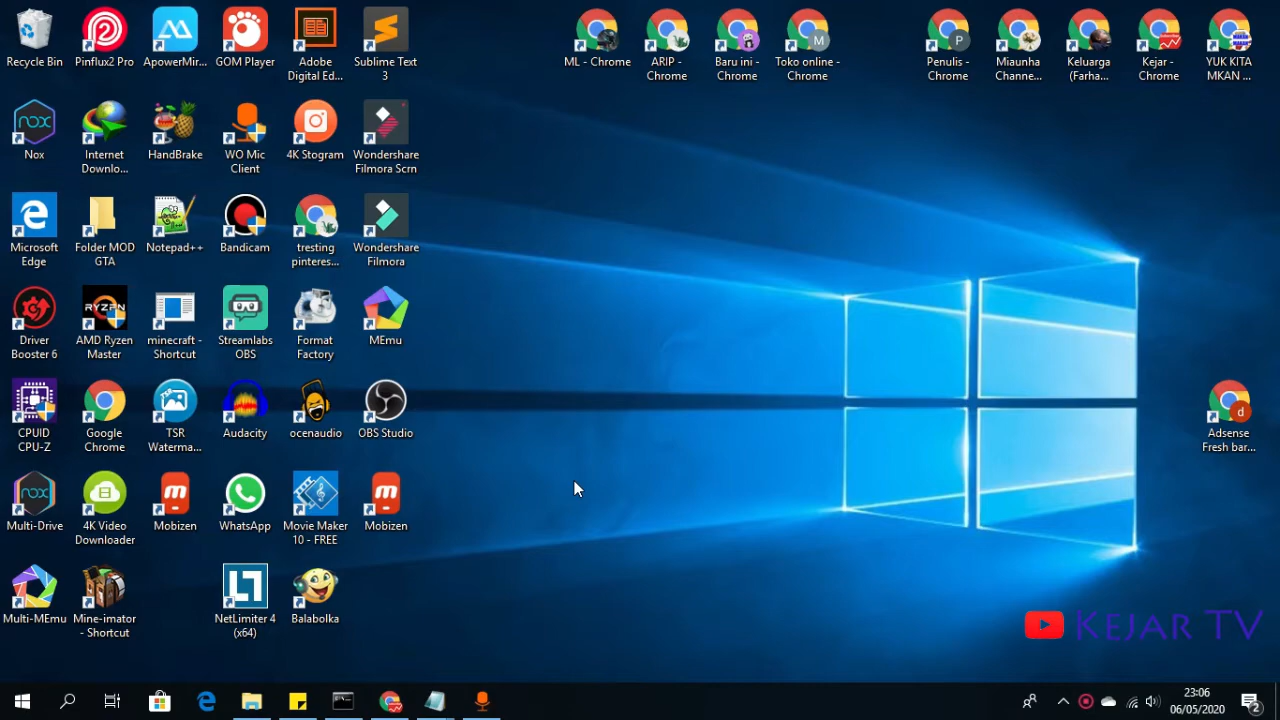 Recycle Bin
Pinflux2 Pro
ApowerMir...
GOM Player
Adobe
Digital Ed...
Sublime Text
3
ML - Chrome
ARIP -
Chrome
Baru ini -
Chrome
Toko online -
Chrome
Penulis -
Chrome
Miaunha
Channe...
Keluarga
(Farha...
Kejar -
Chrome
YUK KITA
MKAN ...
Nox
Internet
Downlo...
HandBrake
WO Mic
Client
4K Stogram
Wondershare
Filmora Scrn
Microsoft
Edge
Folder MOD
GTA
Notepad++
Bandicam
tresting
pinteres...
Wondershare
Filmora
Driver
Booster 6
RYZEN
AMD Ryzen
Master
minecraft -
Shortcut
Streamlabs
OBS
Format
Factory
MEmu
CPUID
CPU-Z
Google
Chrome
TSR
Waterma...
Audacity
ocenaudio
OBS Studio
Adsense
Fresh bar...
Multi-Drive
4K Video
Downloader
Mobizen
WhatsApp
Movie Maker
10 - FREE
Mobizen
Multi-MEmu
Mine-imator
- Shortcut
NetLimiter 4
(x64)
Balabolka
Kejar TV
23:06
06/05/2020
2